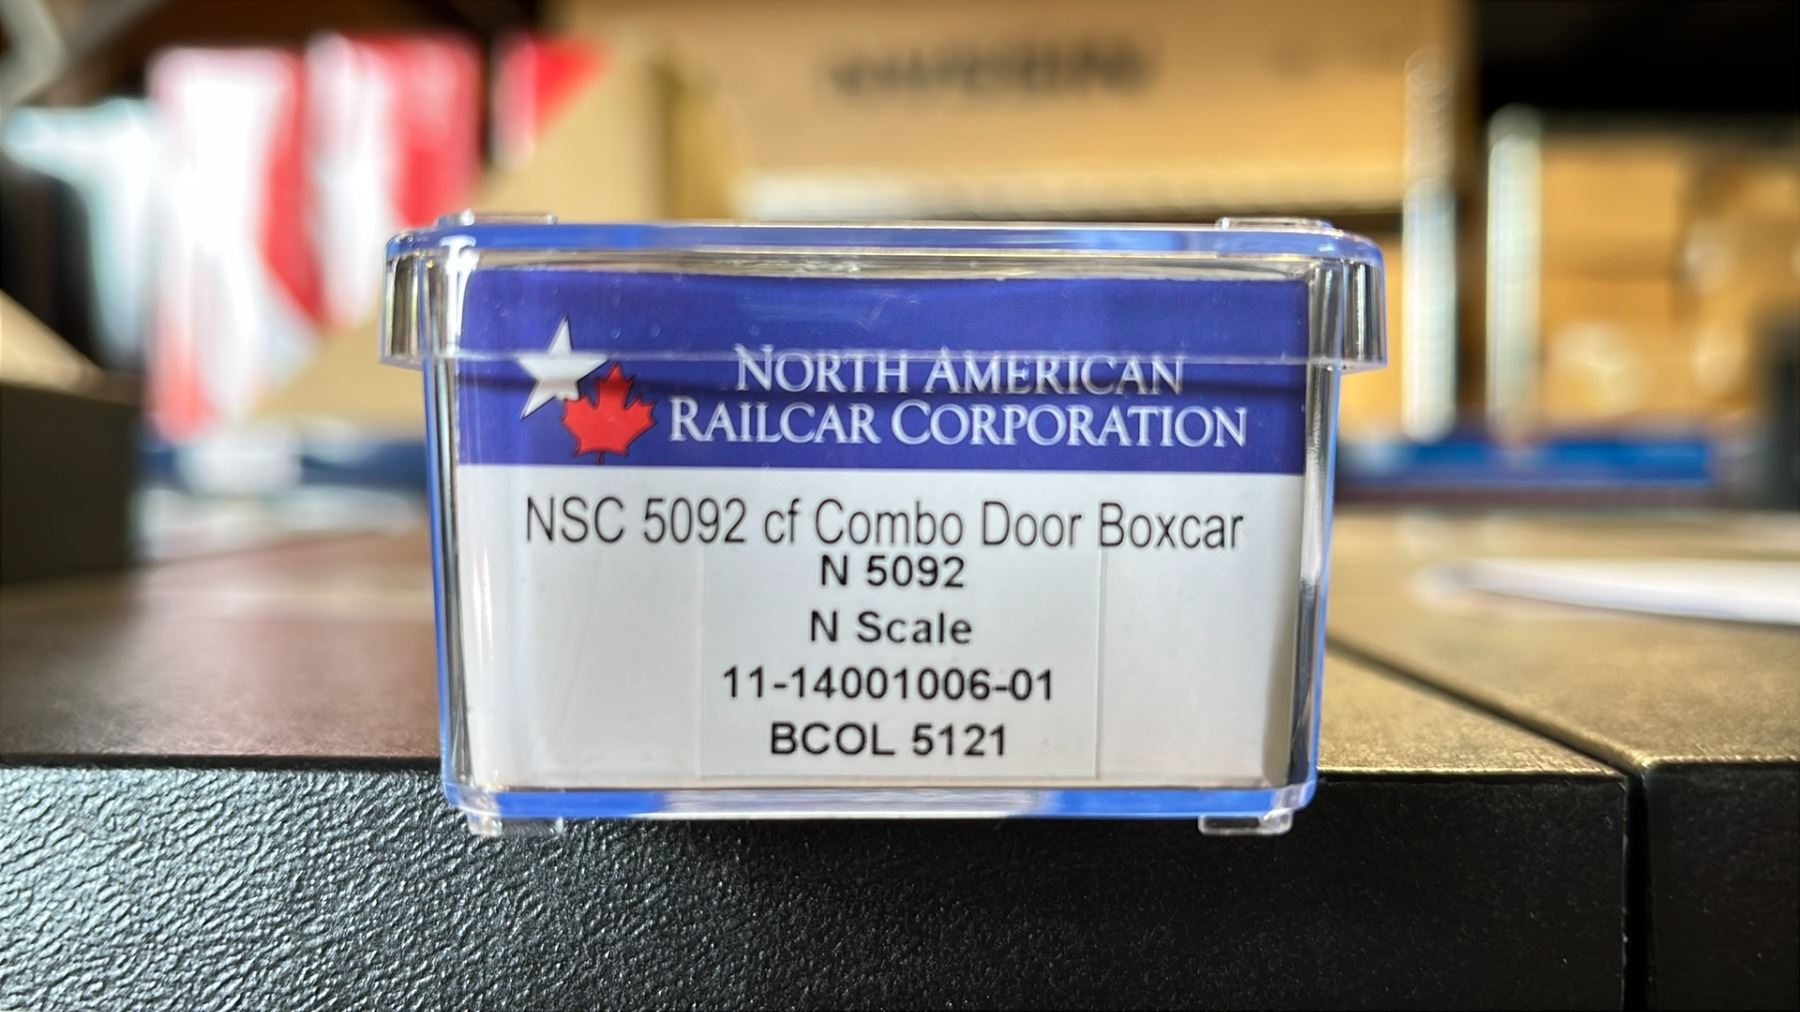 NORTH AMERICAN
RAILCAR CORPORATION
NSC 5092 cf Combo Door Boxcar
N 5092
N Scale
11-14001006-01
BCOL 5121